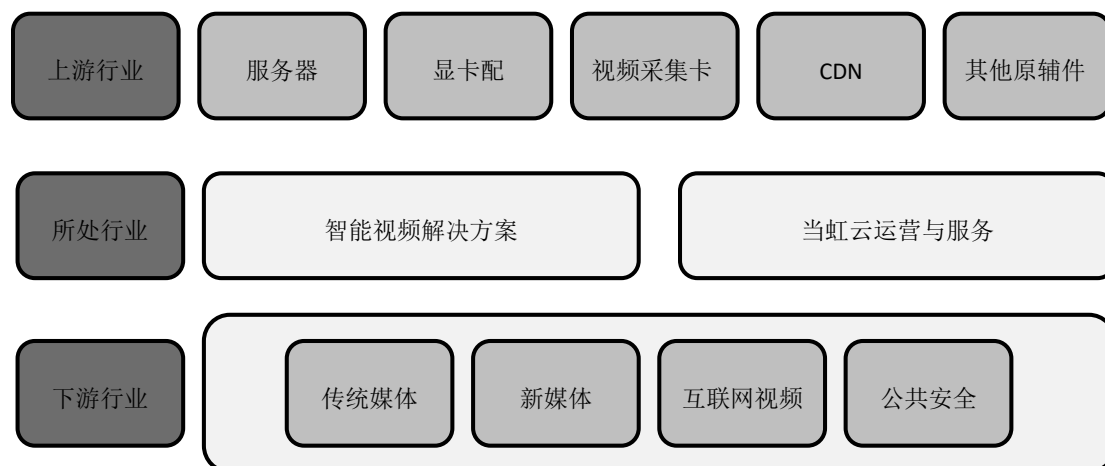 上游行业 服务器 显卡配 视频采集卡 CDN 其他原辅件
所处行业 智能视频解决方案 当虹云运营与服务
下游行业 传统媒体 新媒体 互联网视频 公共安全